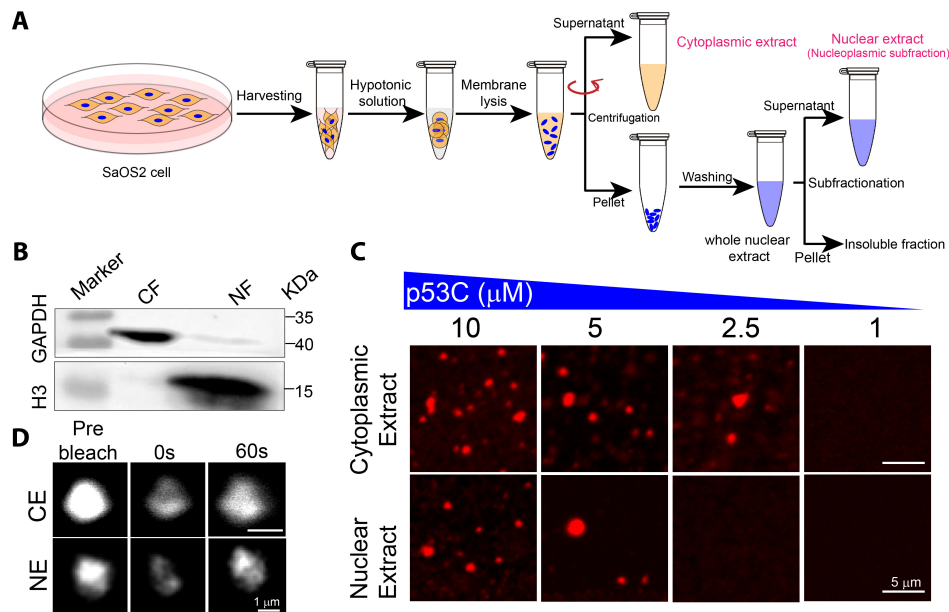 A
SaOS2 cell
Harvesting
Hypotonic
solution
Membrane
lysis
Centrifugation
Supernatant
Cytoplasmic extract
Pellet
Washing
whole nuclear
extract
Nuclear extract
(Nucleoplasmic subfraction)
Supernatant
Subfractionation
Pellet
Insoluble fraction
B
Marker
CF
NF
KDa
GAPDH
35
40
H3
15
C
p53C (μM)
10
5
2.5
1
Cytoplasmic
Extract
Nuclear
Extract
5 μm
D
Pre
bleach
0s
60s
CE
NE
1 μm